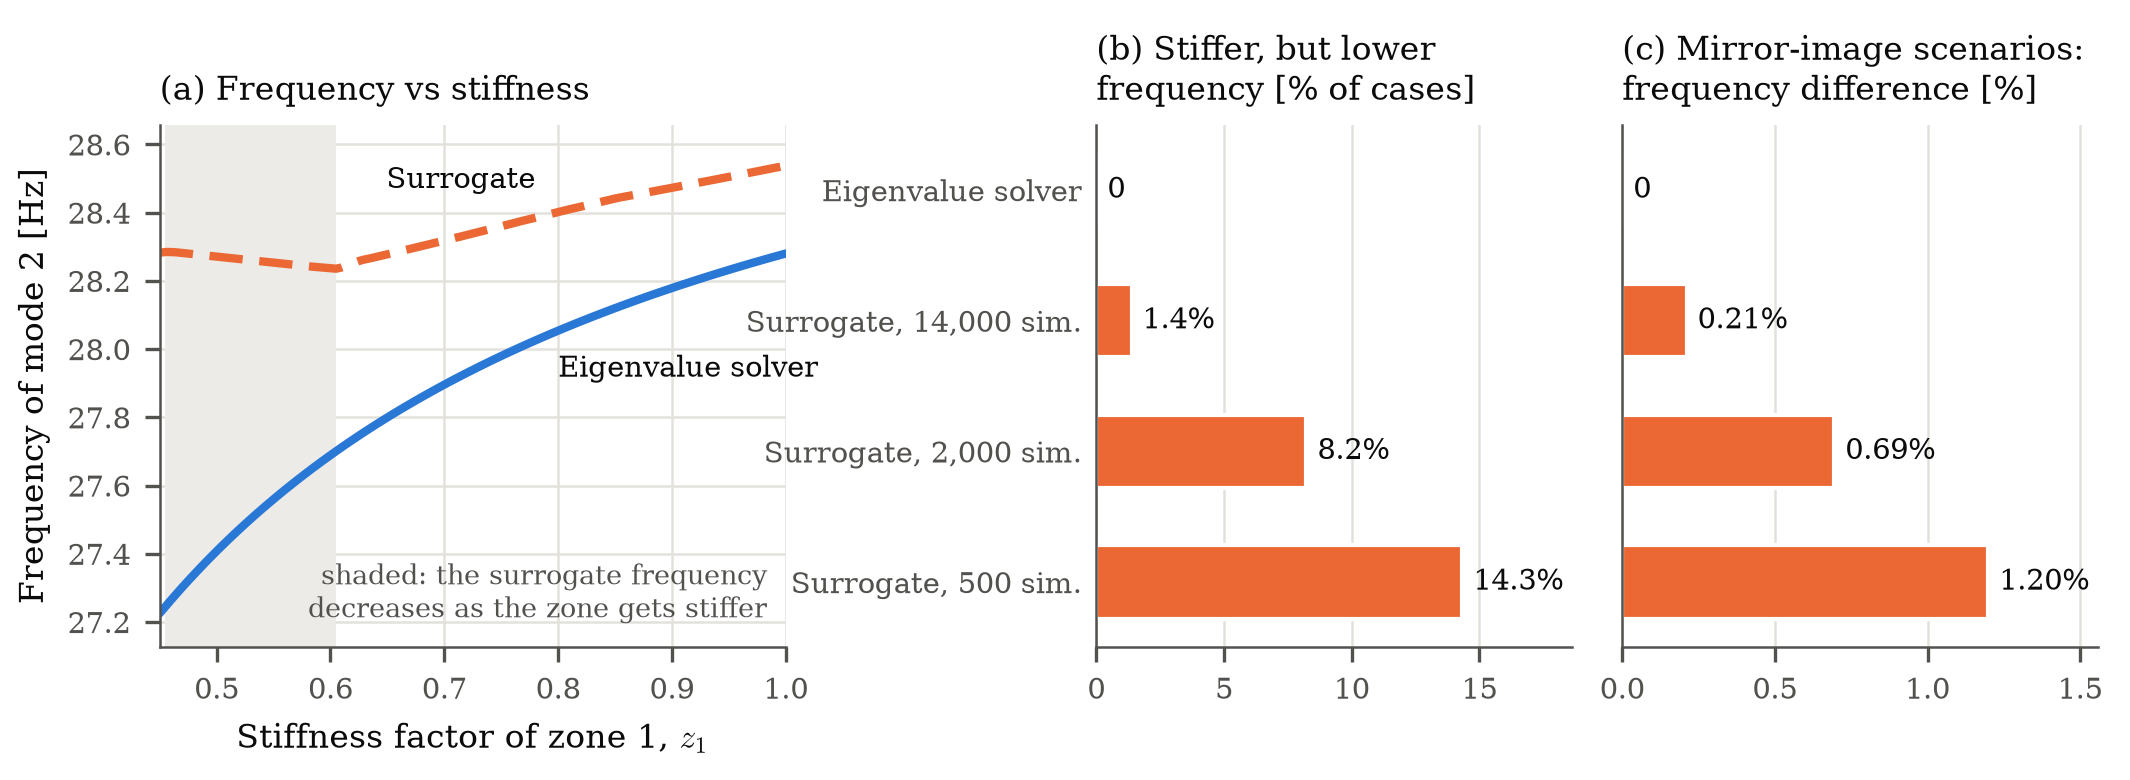 (a) Frequency vs stiffness
Frequency of mode 2 [Hz]
28.6
28.4
28.2
28.0
27.8
27.6
27.4
27.2
Surrogate
Eigenvalue solver
shaded: the surrogate frequency
decreases as the zone gets stiffer
0.5 0.6 0.7 0.8 0.9 1.0
Stiffness factor of zone 1, z₁
(b) Stiffer, but lower
frequency [% of cases]
Eigenvalue solver 0
Surrogate, 14,000 sim. 1.4%
Surrogate, 2,000 sim. 8.2%
Surrogate, 500 sim. 14.3%
0 5 10 15
(c) Mirror-image scenarios:
frequency difference [%]
0
0.21%
0.69%
1.20%
0.0 0.5 1.0 1.5